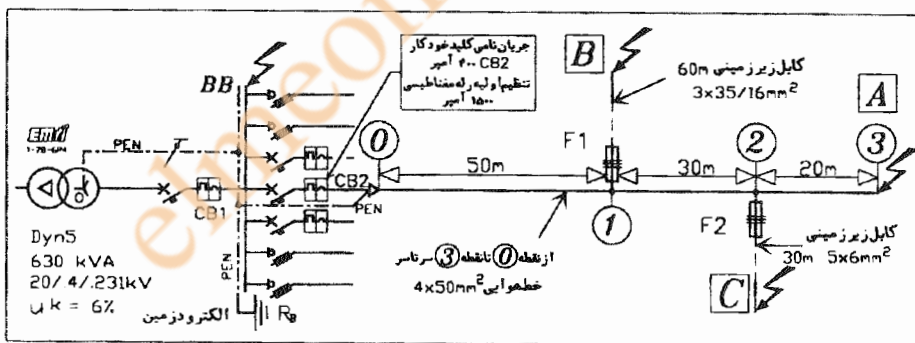 جریان نامی کلید خودکار
CB2 ۴۰۰ آمپر
تنظیم اولیه رله مغناطیسی
۱۵۰۰ آمپر
BB
B
60m کابل زیرزمینی
3x35/16mm²
A
0
F1
2
3
PEN
50m
30m
20m
CB1
CB2
PEN
1
F2
Dyn5
630 kVA
20/ 4/.231kV
uk = 6%
PEN
الکترود زمین
RB
از نقطه 0 تا نقطه 3 سرتاسر
خط هوایی 4x50mm²
کابل زیرزمینی
30m 5x6mm²
C
elmeon